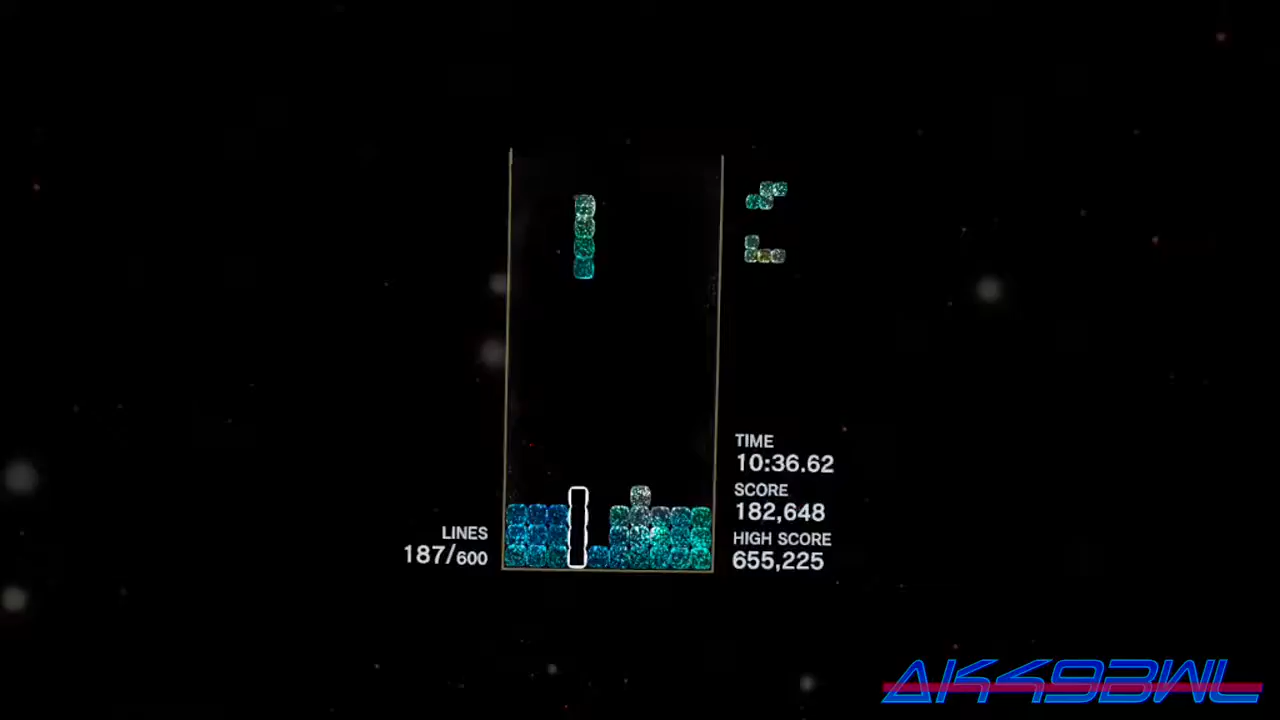 LINES
187/600
TIME
10:36.62
SCORE
182,648
HIGH SCORE
655,225
AK49BWL